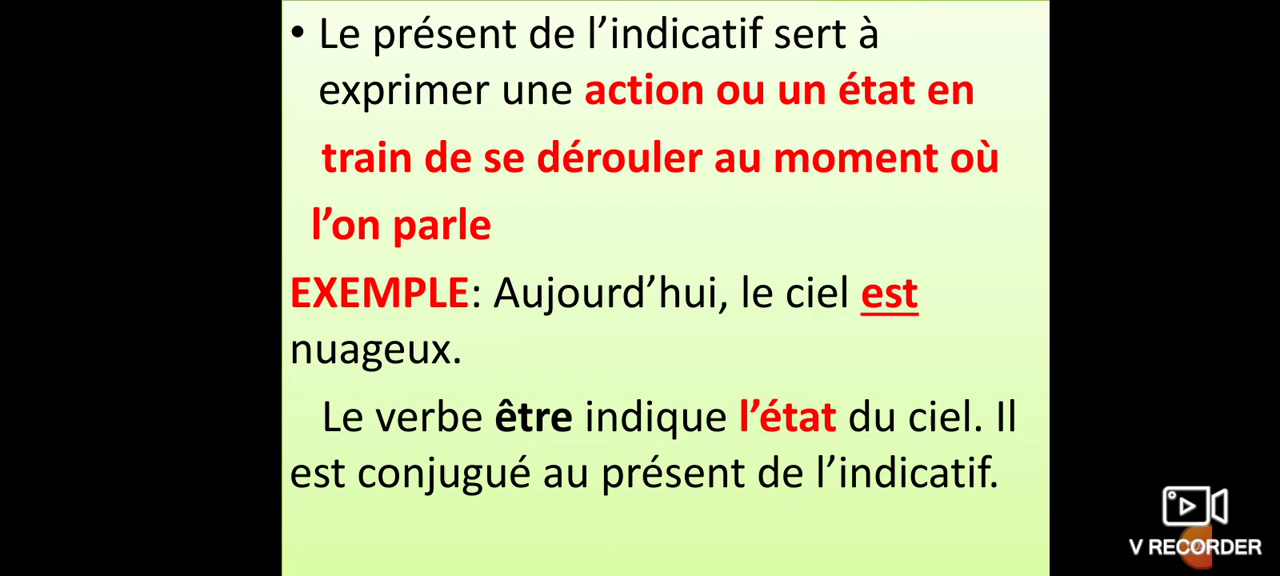 • Le présent de l’indicatif sert à
exprimer une action ou un état en
train de se dérouler au moment où
l’on parle
EXEMPLE: Aujourd’hui, le ciel est
nuageux.
Le verbe être indique l’état du ciel. Il
est conjugué au présent de l’indicatif.
V RECORDER